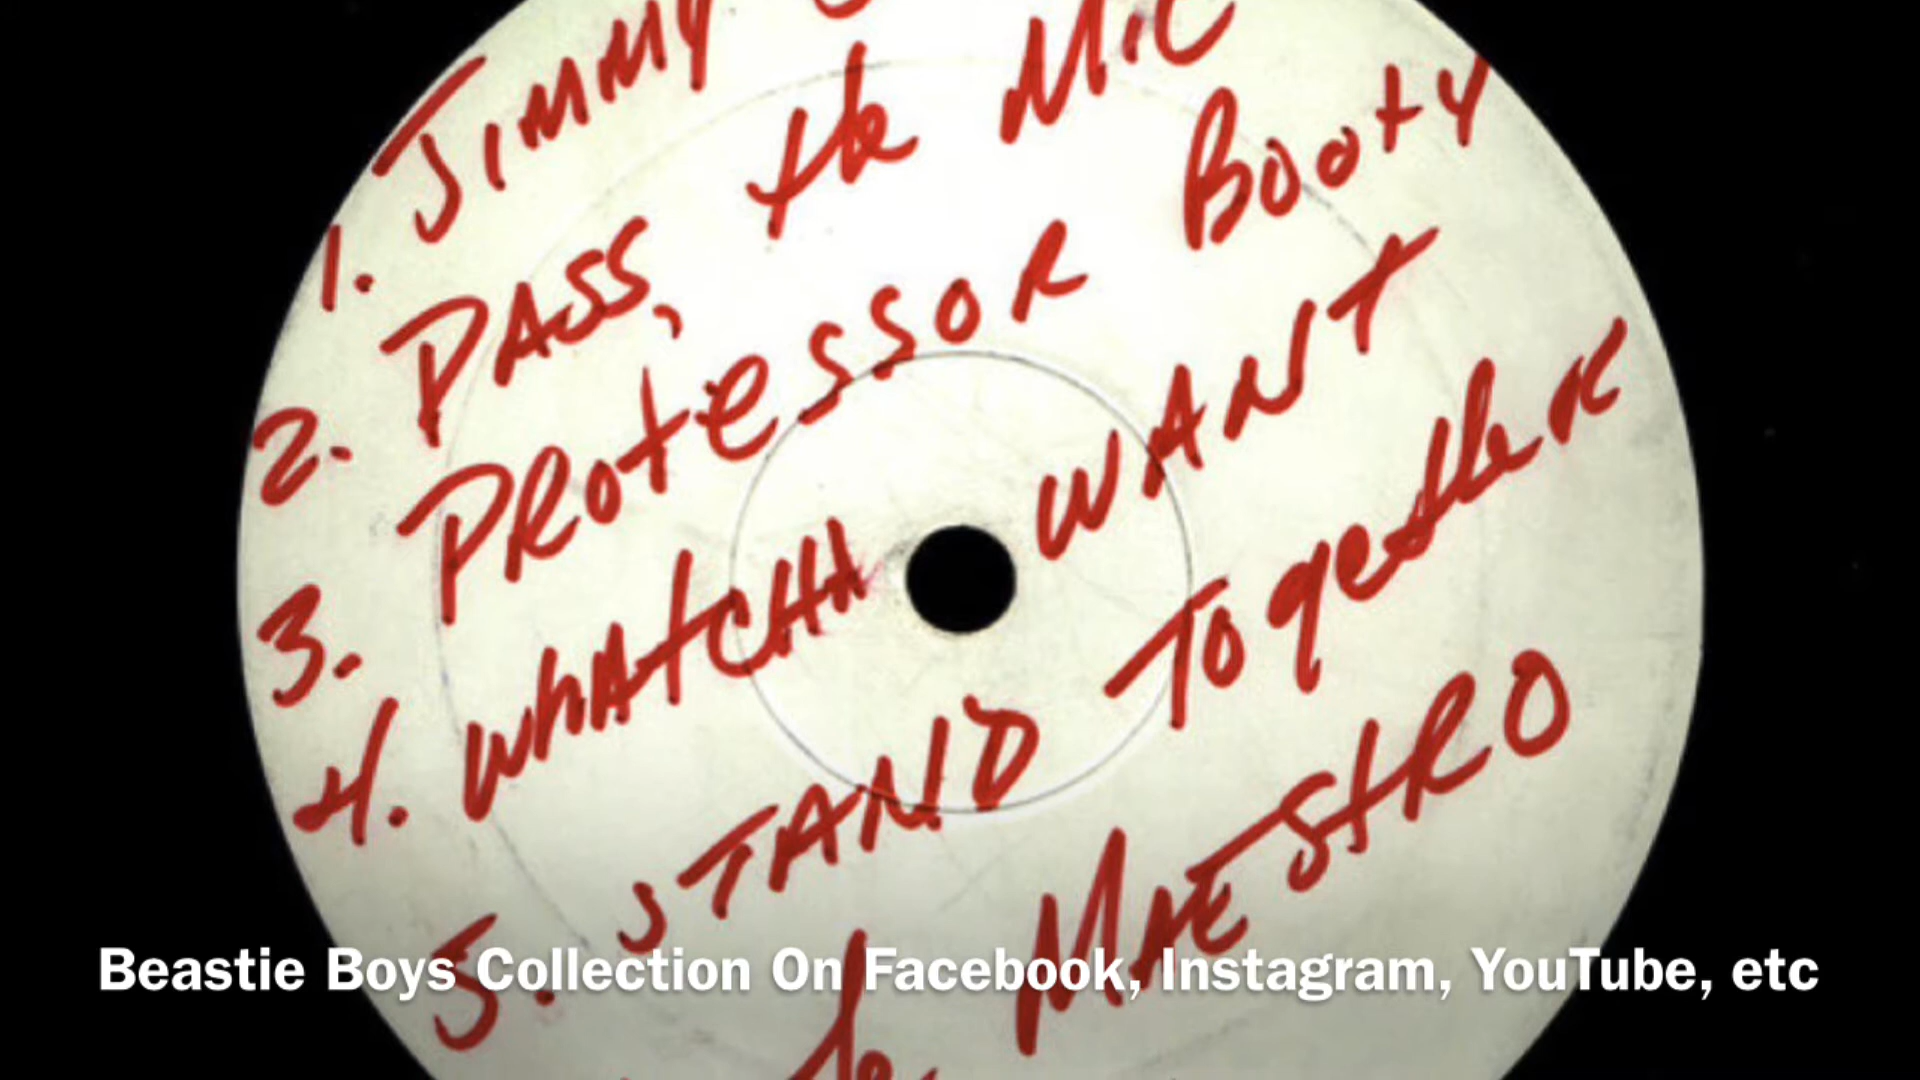 1. JIMMY
2. PASS, the MIC
3. PROfESSOR BOOty
4. WhAtCHA WANT
5. STAND Together
the MAESTRO
Beastie Boys Collection On Facebook, Instagram, YouTube, etc